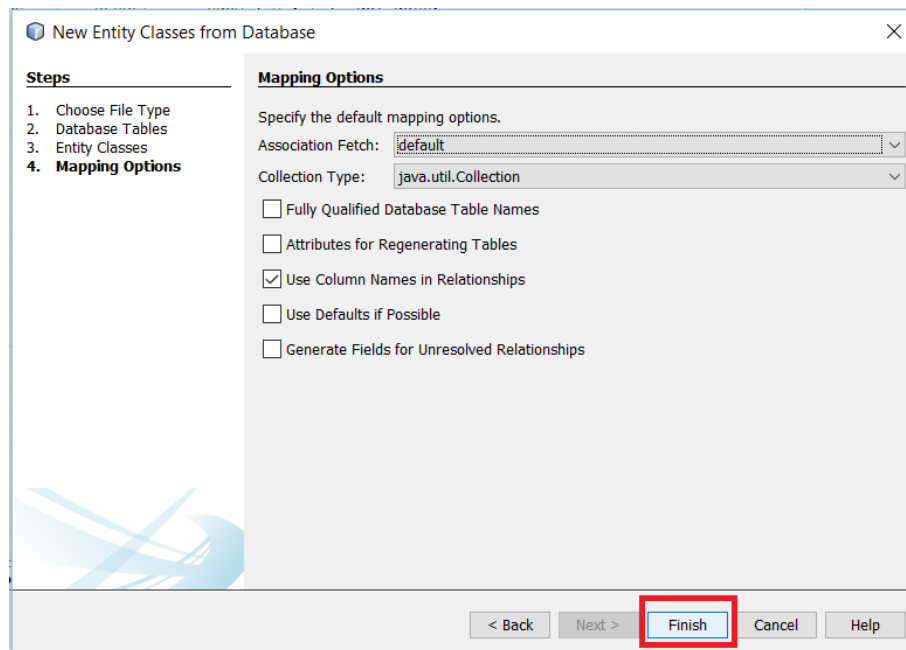 New Entity Classes from Database
Steps
1. Choose File Type
2. Database Tables
3. Entity Classes
4. Mapping Options
Mapping Options
Specify the default mapping options.
Association Fetch: default
Collection Type: java.util.Collection
Fully Qualified Database Table Names
Attributes for Regenerating Tables
Use Column Names in Relationships
Use Defaults if Possible
Generate Fields for Unresolved Relationships
< Back Next > Finish Cancel Help